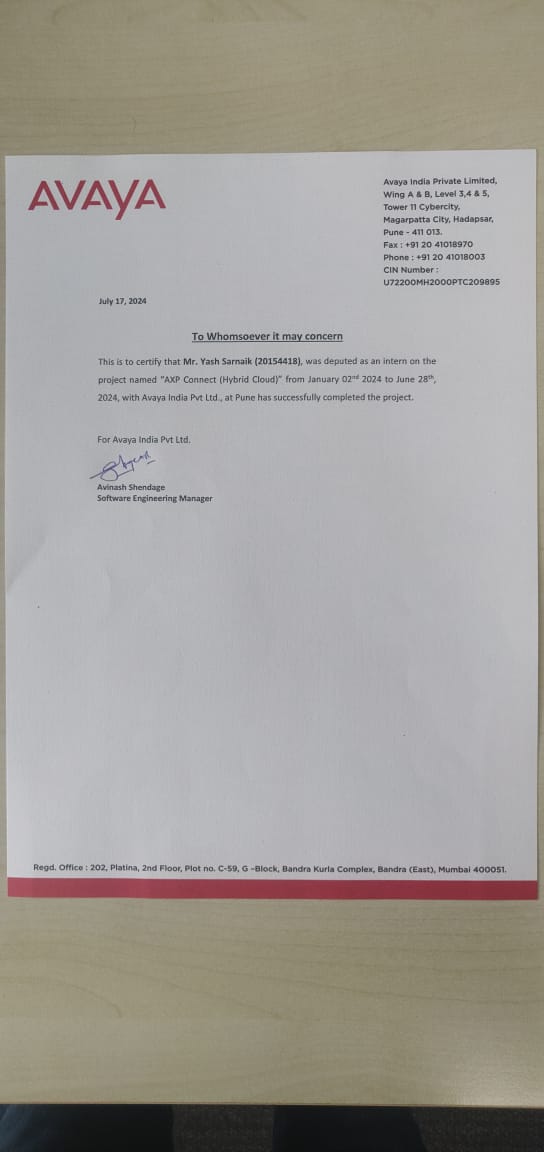 AVAYA
Avaya India Private Limited,
Wing A & B, Level 3,4 & 5,
Tower 11 Cybercity,
Magarpatta City, Hadapsar,
Pune - 411 013.
Fax : +91 20 41018970
Phone : +91 20 41018003
CIN Number :
U72200MH2000PTC209895
July 17, 2024
To Whomsoever it may concern
This is to certify that Mr. Yash Sarnaik (20154418), was deputed as an intern on the
project named "AXP Connect (Hybrid Cloud)" from January 02nd 2024 to June 28th,
2024, with Avaya India Pvt Ltd., at Pune has successfully completed the project.
For Avaya India Pvt Ltd.
Avinash Shendage
Software Engineering Manager
Regd. Office : 202, Platina, 2nd Floor, Plot no. C-59, G -Block, Bandra Kurla Complex, Bandra (East), Mumbai 400051.